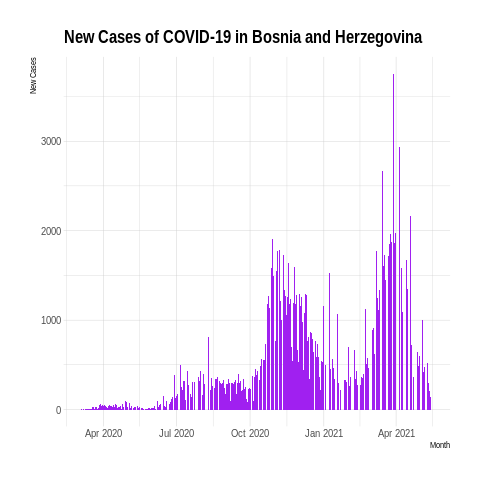 New Cases of COVID-19 in Bosnia and Herzegovina
New Cases
3000
2000
1000
0
Apr 2020 Jul 2020 Oct 2020 Jan 2021 Apr 2021
Month